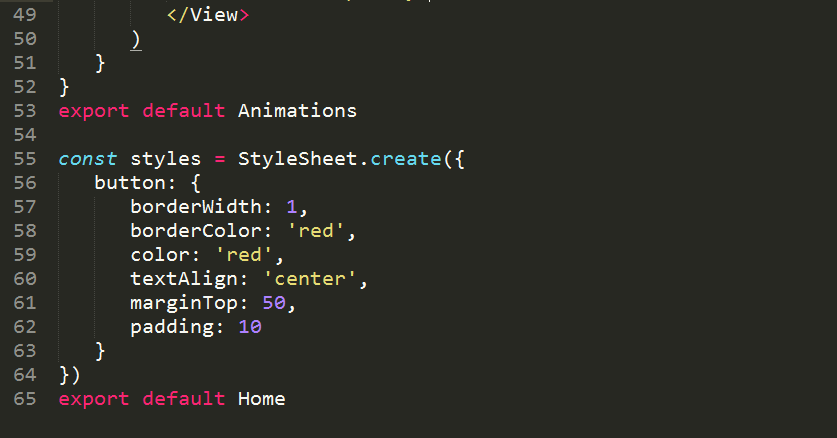 49 </View>
50 )
51 }
52 }
53 export default Animations
54
55 const styles = StyleSheet.create({
56 button: {
57 borderWidth: 1,
58 borderColor: 'red',
59 color: 'red',
60 textAlign: 'center',
61 marginTop: 50,
62 padding: 10
63 }
64 })
65 export default Home